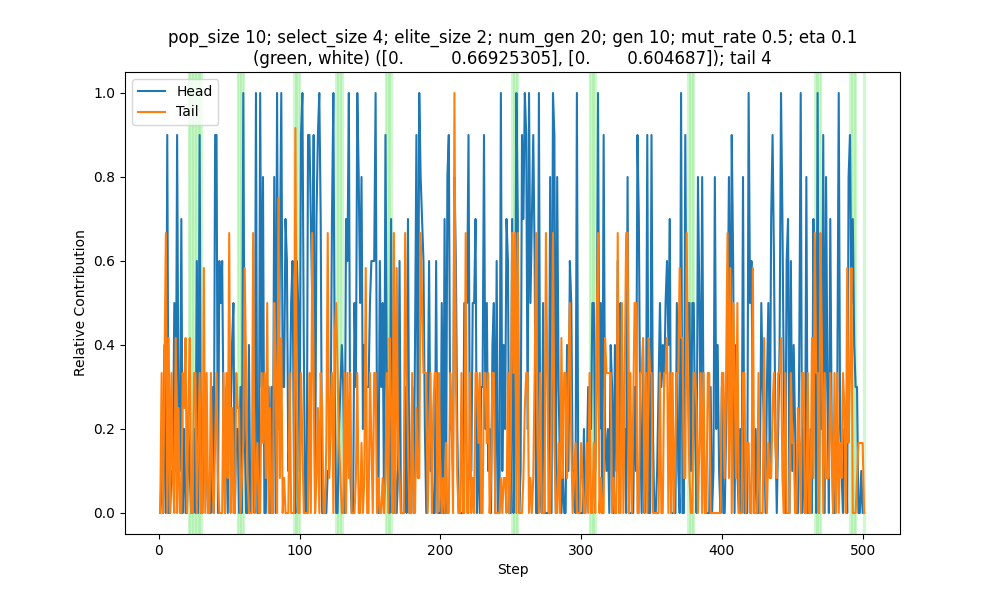 pop_size 10; select_size 4; elite_size 2; num_gen 20; gen 10; mut_rate 0.5; eta 0.1
(green, white) ([0. 0.66925305], [0. 0.604687]); tail 4
Head
Tail
Relative Contribution
1.0
0.8
0.6
0.4
0.2
0.0
0 100 200 300 400 500
Step